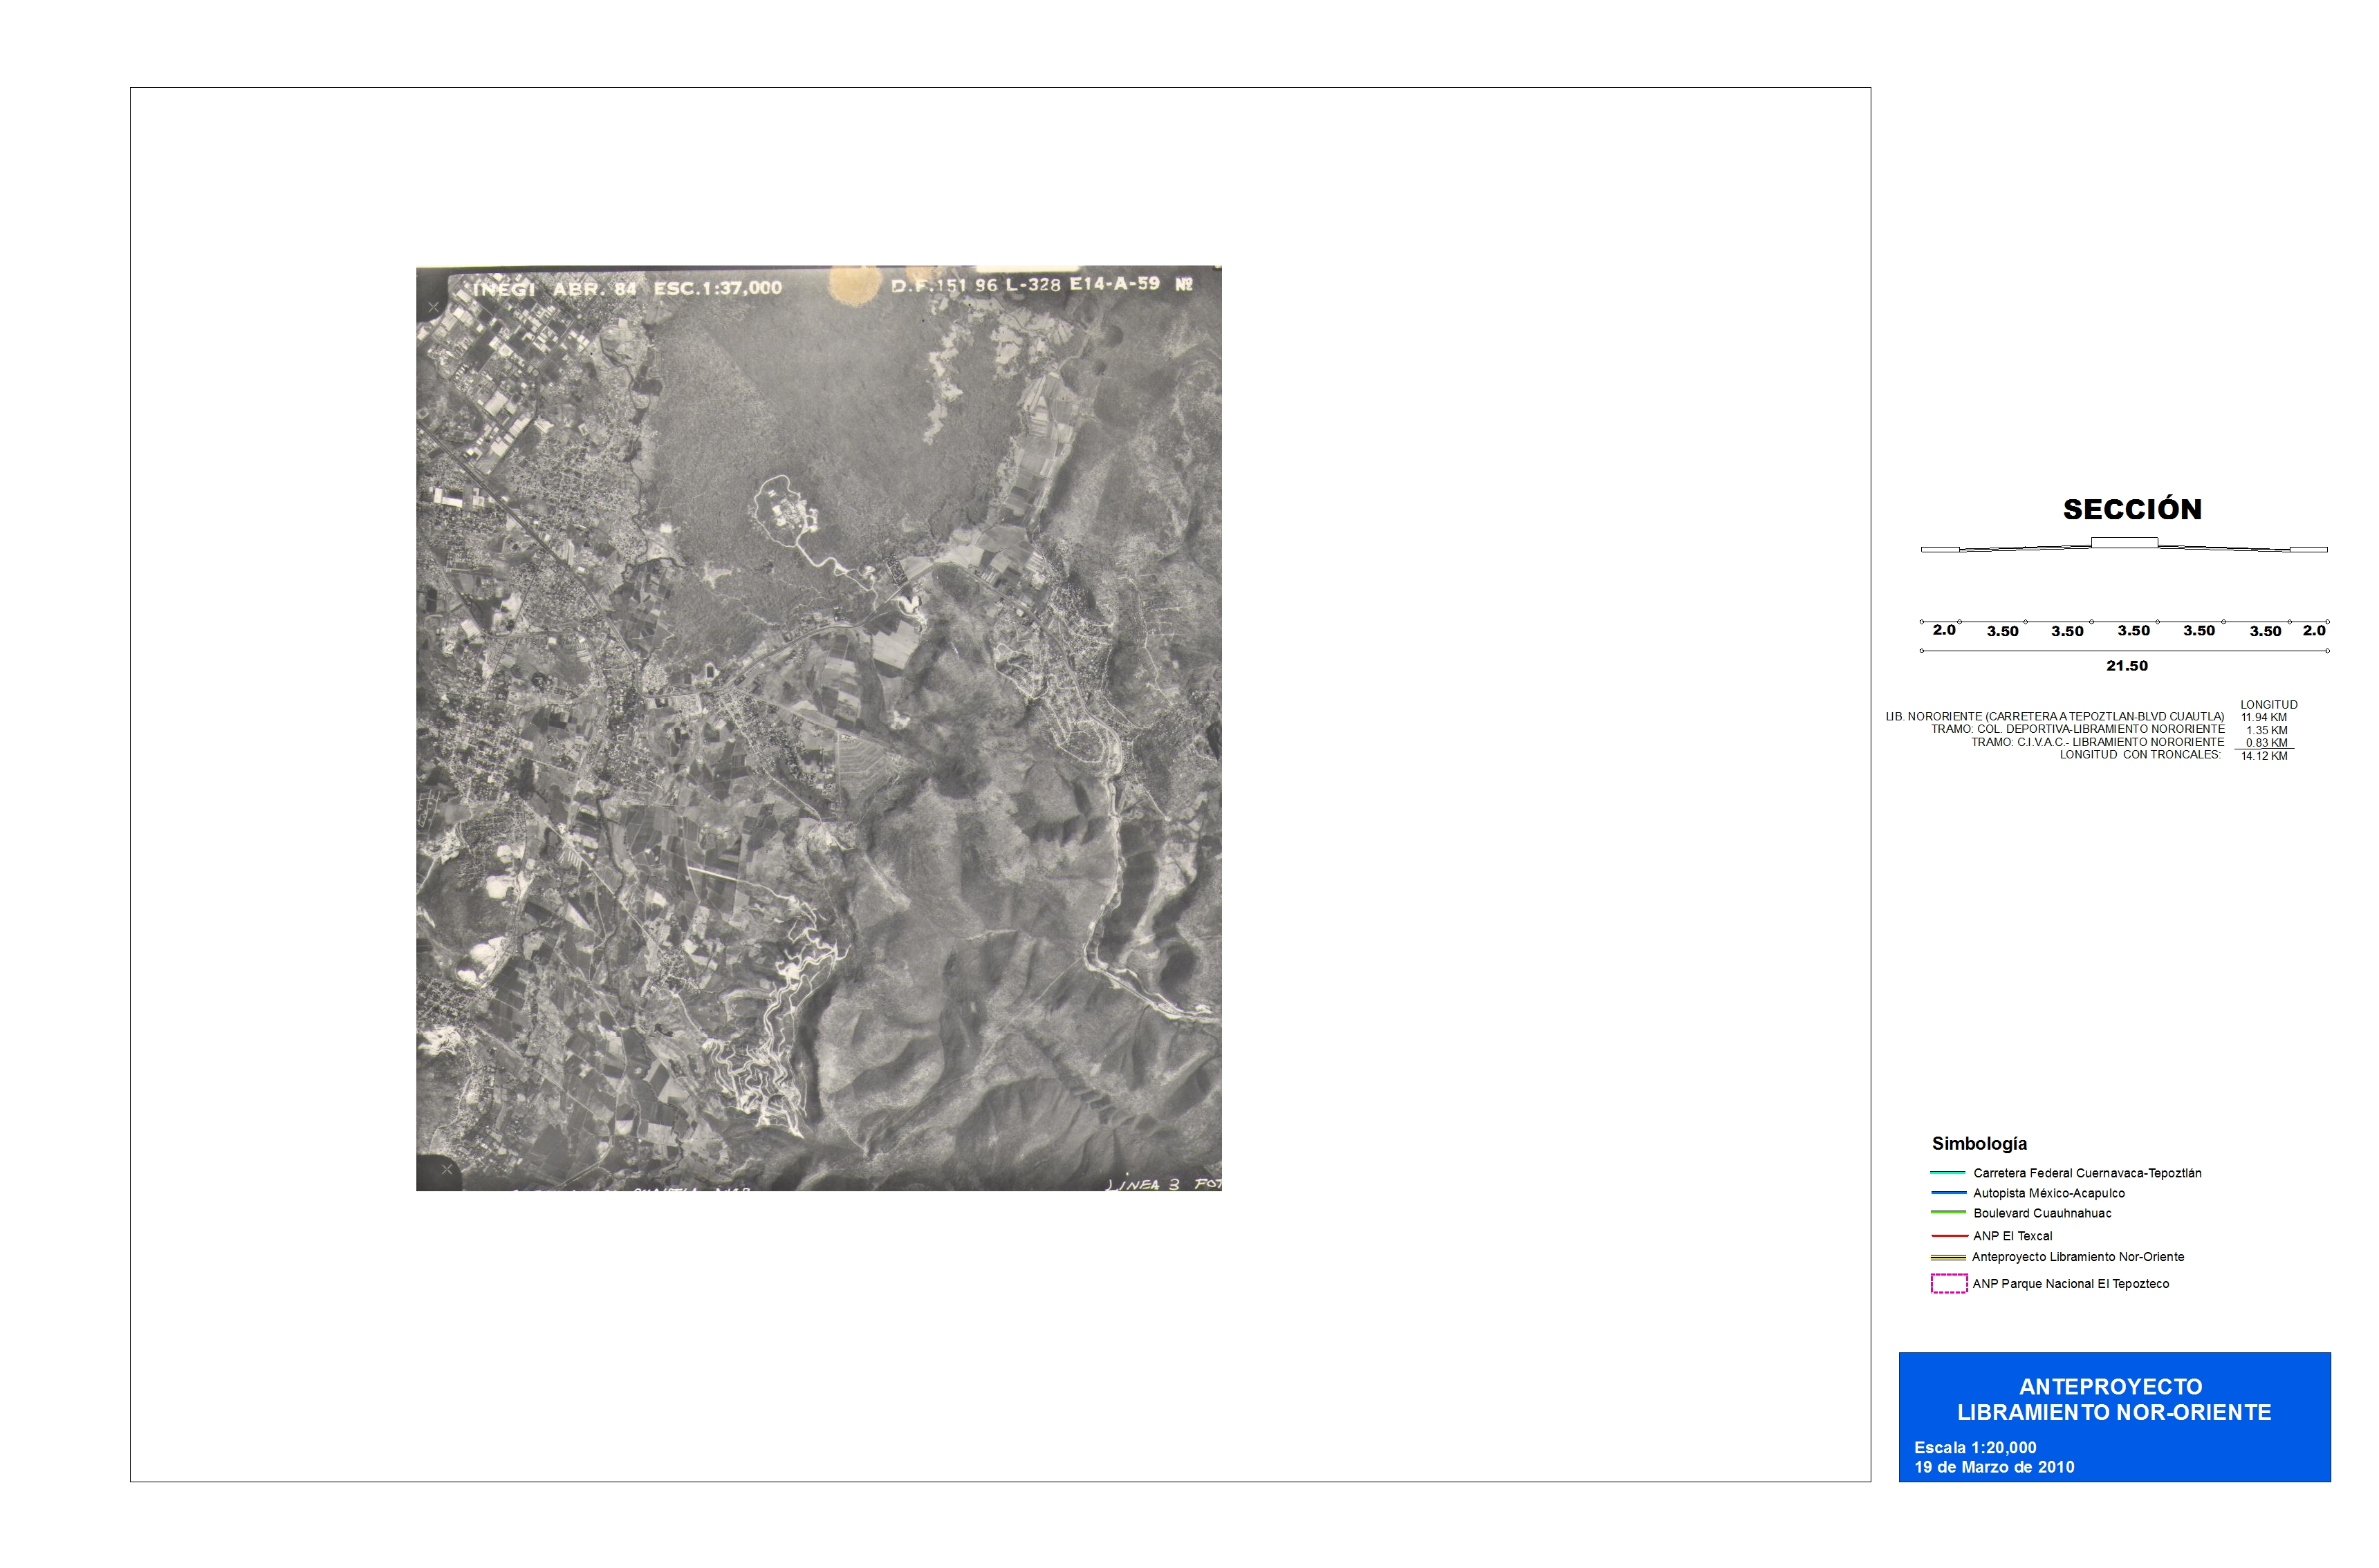 INEGI ABR. 84 ESC.1:37,000 D.F.151 96 L-328 E14-A-59 Nº
LINEA 3 FOT
SECCIÓN
2.0 3.50 3.50 3.50 3.50 3.50 2.0
21.50
LONGITUD
LIB. NORORIENTE (CARRETERA A TEPOZTLAN-BLVD CUAUTLA) 11.94 KM
TRAMO: COL. DEPORTIVA-LIBRAMIENTO NORORIENTE 1.35 KM
TRAMO: C.I.V.A.C.- LIBRAMIENTO NORORIENTE 0.83 KM
LONGITUD CON TRONCALES: 14.12 KM
Simbología
Carretera Federal Cuernavaca-Tepoztlán
Autopista México-Acapulco
Boulevard Cuauhnahuac
ANP El Texcal
Anteproyecto Libramiento Nor-Oriente
ANP Parque Nacional El Tepozteco
ANTEPROYECTO
LIBRAMIENTO NOR-ORIENTE
Escala 1:20,000
19 de Marzo de 2010